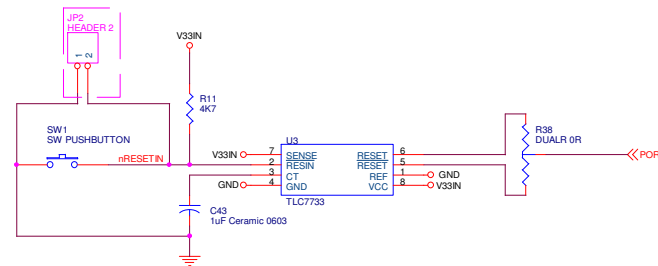 JP2
HEADER 2
1
2
V33IN
R11
4K7
SW1
SW PUSHBUTTON
nRESETIN
V33IN
GND
U3
7
2
3
4
SENSE
RESIN
CT
GND
RESET
RESET
REF
VCC
6
5
1
8
TLC7733
GND
V33IN
C43
1uF Ceramic 0603
R38
DUALR 0R
POR